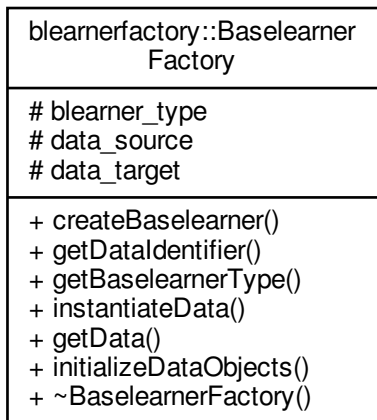 blearnerfactory::Baselearner
Factory
# blearner_type
# data_source
# data_target
+ createBaselearner()
+ getDataIdentifier()
+ getBaselearnerType()
+ instantiateData()
+ getData()
+ initializeDataObjects()
+ ~BaselearnerFactory()